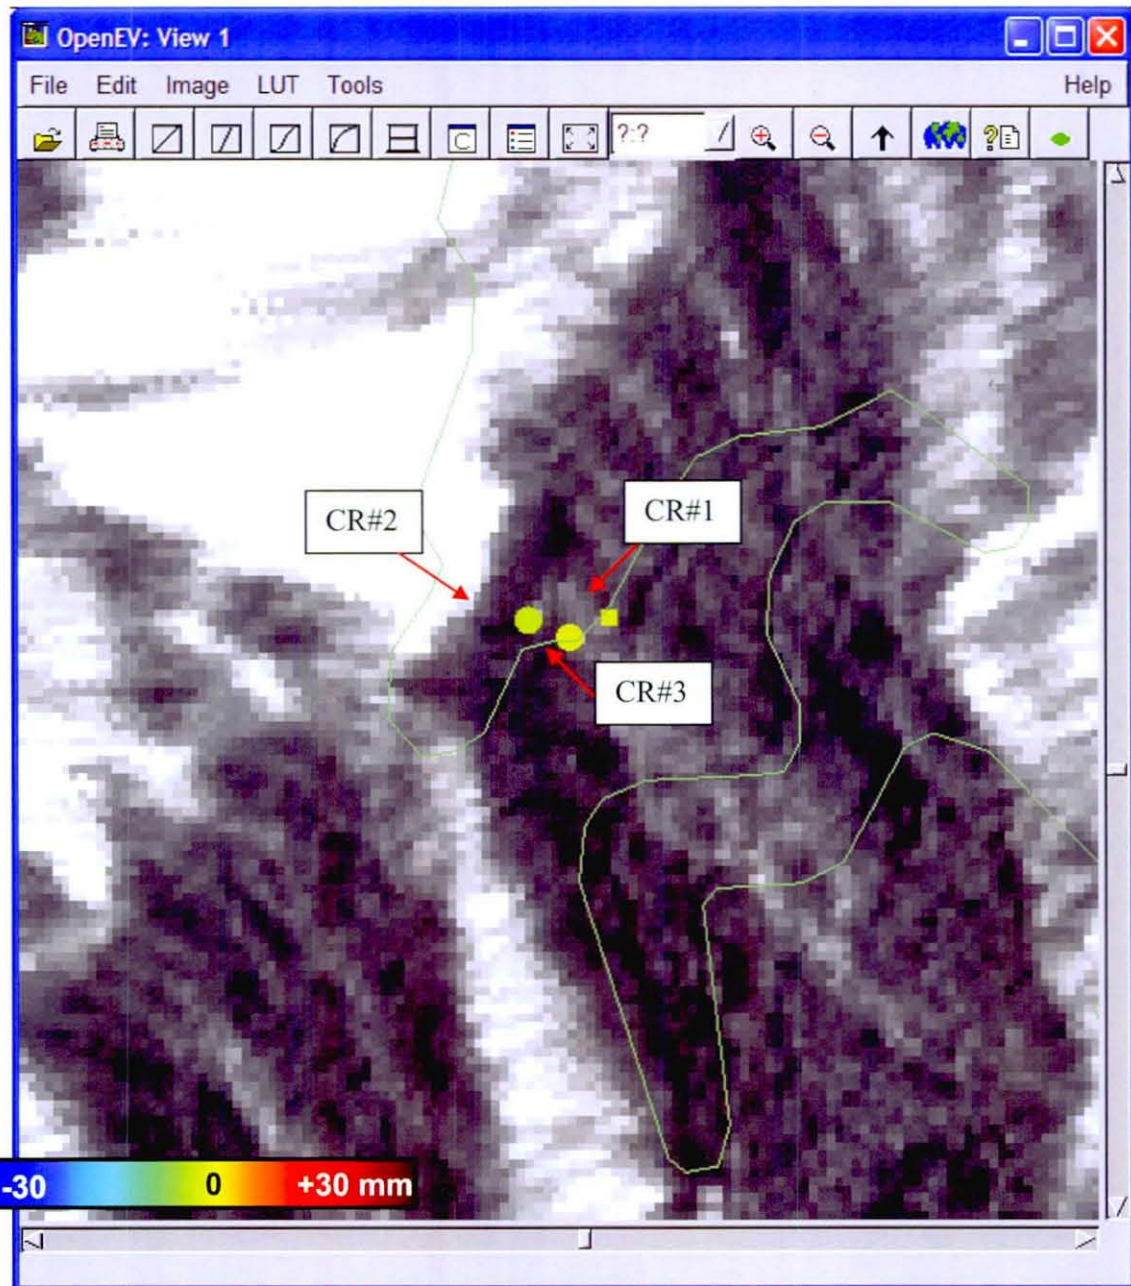 OpenEV: View 1
File Edit Image LUT Tools Help
?:?
CR#2
CR#1
CR#3
-30 0 +30 mm